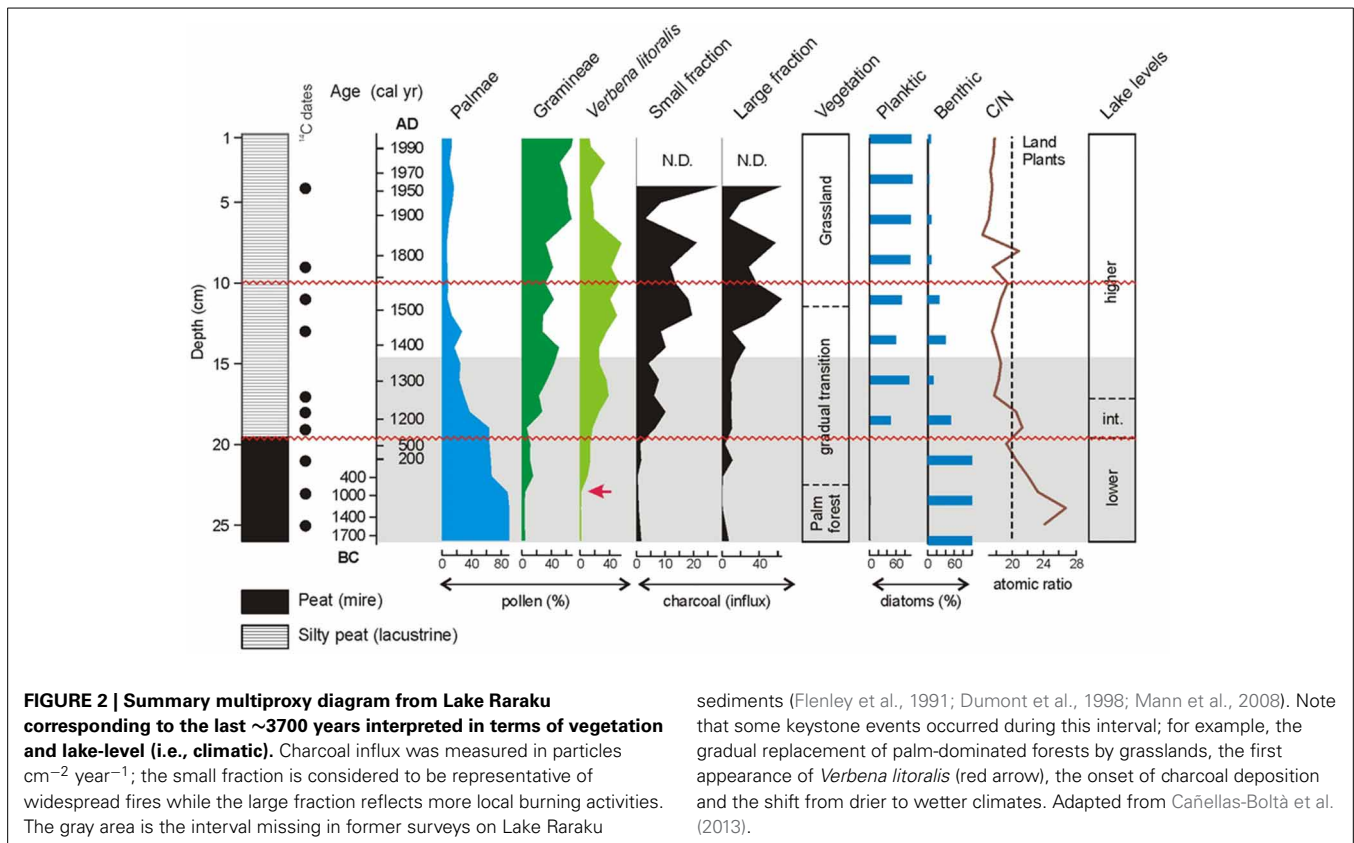 Palmae
Gramineae
Verbena litoralis
Small fraction
Large fraction
Vegetation
Planktic
Benthic
C/N
Lake levels
¹⁴C dates
Age (cal yr)
AD
1
5
10
15
20
25
Depth (cm)
1990
1970
1950
1900
1800
1500
1400
1300
1200
500
200
400
1000
1400
1700
BC
N.D.
N.D.
Grassland
gradual transition
Palm forest
Land
Plants
higher
int.
lower
0 40 80
0 40
0 40
0 10 20
0 40
0 60
0 60
20 24 28
atomic ratio
pollen (%)
charcoal (influx)
diatoms (%)
Peat (mire)
Silty peat (lacustrine)
FIGURE 2 | Summary multiproxy diagram from Lake Raraku
corresponding to the last ~3700 years interpreted in terms of vegetation
and lake-level (i.e., climatic). Charcoal influx was measured in particles
cm⁻² year⁻¹; the small fraction is considered to be representative of
widespread fires while the large fraction reflects more local burning activities.
The gray area is the interval missing in former surveys on Lake Raraku
sediments (Flenley et al., 1991; Dumont et al., 1998; Mann et al., 2008). Note
that some keystone events occurred during this interval; for example, the
gradual replacement of palm-dominated forests by grasslands, the first
appearance of Verbena litoralis (red arrow), the onset of charcoal deposition
and the shift from drier to wetter climates. Adapted from Cañellas-Boltà et al.
(2013).